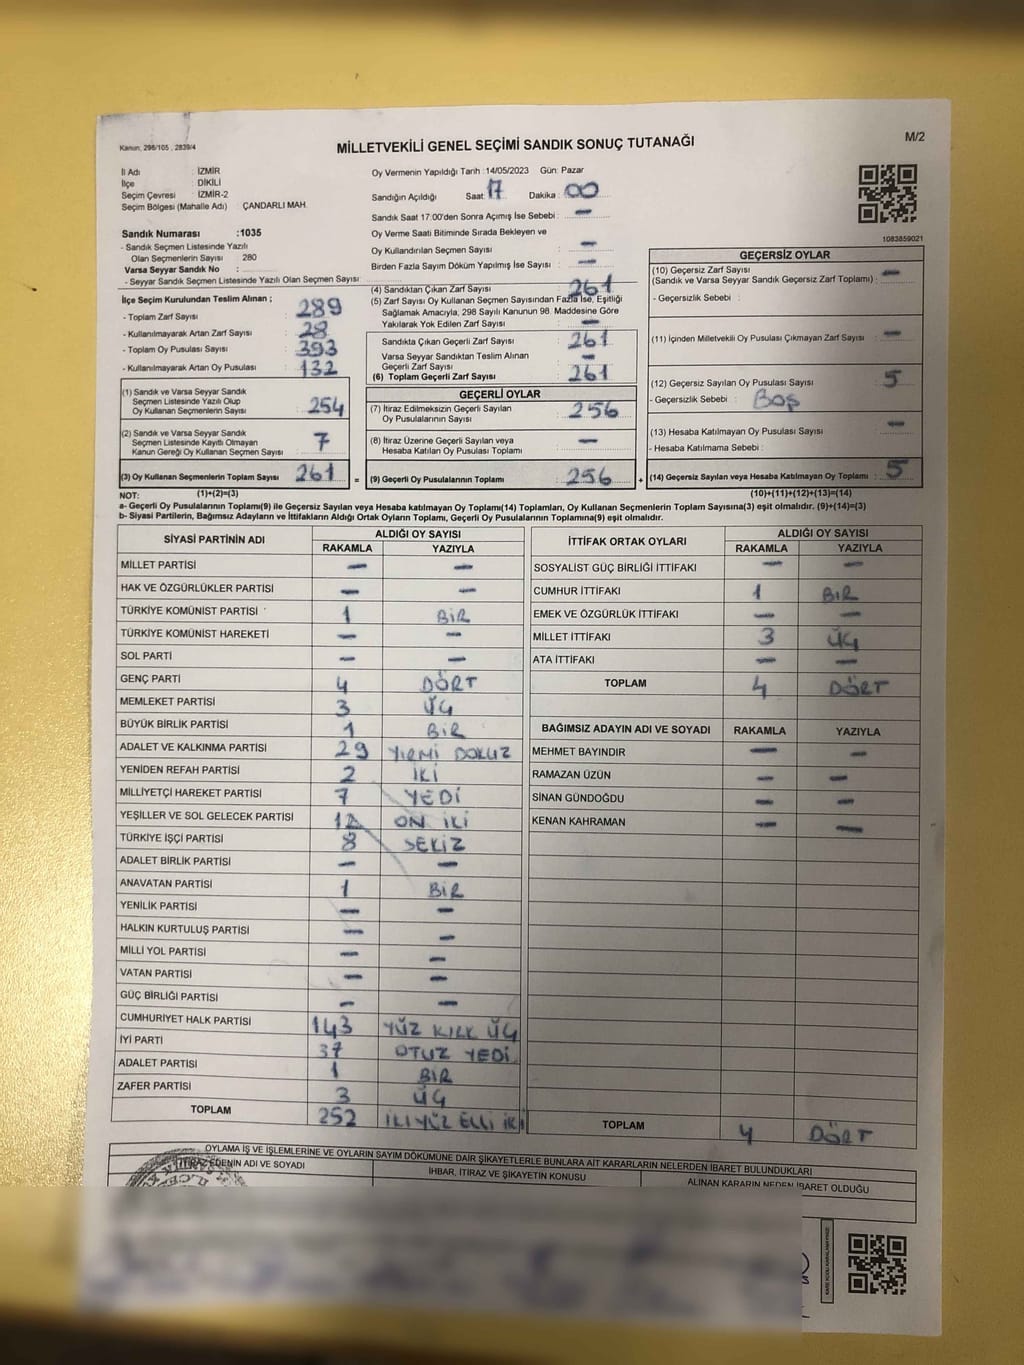 Kanun; 298/105 , 2839/4
MİLLETVEKİLİ GENEL SEÇİMİ SANDIK SONUÇ TUTANAĞI
M/2
İl Adı : İZMİR
İlçe : DİKİLİ
Seçim Çevresi : İZMİR-2
Seçim Bölgesi (Mahalle Adı) ÇANDARLI MAH.
Oy Vermenin Yapıldığı Tarih :14/05/2023 Gün: Pazar
Sandığın Açıldığı Saat: 17 Dakika : 00
Sandık Saat 17:00'den Sonra Açımış İse Sebebi : —
Oy Verme Saati Bitiminde Sırada Bekleyen ve
Oy Kullandırılan Seçmen Sayısı : —
Birden Fazla Sayım Döküm Yapılmış İse Sayısı : —
1083859021
Sandık Numarası :1035
- Sandık Seçmen Listesinde Yazılı
Olan Seçmenlerin Sayısı : 280
Varsa Seyyar Sandık No :
- Seyyar Sandık Seçmen Listesinde Yazılı Olan Seçmen Sayısı :
İlçe Seçim Kurulundan Teslim Alınan ;
- Toplam Zarf Sayısı : 289
- Kullanılmayarak Artan Zarf Sayısı : 28
- Toplam Oy Pusulası Sayısı : 393
- Kullanılmayarak Artan Oy Pusulası : 132
(1) Sandık ve Varsa Seyyar Sandık
Seçmen Listesinde Yazılı Olup
Oy Kullanan Seçmenlerin Sayısı : 254
(2) Sandık ve Varsa Seyyar Sandık
Seçmen Listesinde Kayıtlı Olmayan
Kanun Gereği Oy Kullanan Seçmen Sayısı : 7
(3) Oy Kullanan Seçmenlerin Toplam Sayısı : 261
(4) Sandıktan Çıkan Zarf Sayısı : 261
(5) Zarf Sayısı Oy Kullanan Seçmen Sayısından Fazla İse, Eşitliği
Sağlamak Amacıyla, 298 Sayılı Kanunun 98. Maddesine Göre
Yakılarak Yok Edilen Zarf Sayısı : —
Sandıkta Çıkan Geçerli Zarf Sayısı : 261
Varsa Seyyar Sandıktan Teslim Alınan
Geçerli Zarf Sayısı : —
(6) Toplam Geçerli Zarf Sayısı : 261
GEÇERLİ OYLAR
(7) İtiraz Edilmeksizin Geçerli Sayılan
Oy Pusulalarının Sayısı : 256
(8) İtiraz Üzerine Geçerli Sayılan veya
Hesaba Katılan Oy Pusulası Toplamı : —
= (9) Geçerli Oy Pusulalarının Toplamı : 256
GEÇERSİZ OYLAR
(10) Geçersiz Zarf Sayısı
(Sandık ve Varsa Seyyar Sandık Geçersiz Zarf Toplamı) : —
- Geçersizlik Sebebi :
(11) İçinden Milletvekili Oy Pusulası Çıkmayan Zarf Sayısı : —
(12) Geçersiz Sayılan Oy Pusulası Sayısı : 5
- Geçersizlik Sebebi : BOŞ
(13) Hesaba Katılmayan Oy Pusulası Sayısı : —
- Hesaba Katılmama Sebebi :
+ (14) Geçersiz Sayılan veya Hesaba Katılmayan Oy Toplamı : 5
NOT: (1)+(2)=(3) (10)+(11)+(12)+(13)=(14)
a- Geçerli Oy Pusulalarının Toplamı(9) ile Geçersiz Sayılan veya Hesaba katılmayan Oy Toplamı(14) Toplamları, Oy Kullanan Seçmenlerin Toplam Sayısına(3) eşit olmalıdır. (9)+(14)=(3)
b- Siyasi Partilerin, Bağımsız Adayların ve İttifakların Aldığı Ortak Oyların Toplamı, Geçerli Oy Pusulalarının Toplamına(9) eşit olmalıdır.
SİYASİ PARTİNİN ADI ALDIĞI OY SAYISI
RAKAMLA YAZIYLA
MİLLET PARTİSİ — —
HAK VE ÖZGÜRLÜKLER PARTİSİ — —
TÜRKİYE KOMÜNİST PARTİSİ 1 BİR
TÜRKİYE KOMÜNİST HAREKETİ — —
SOL PARTİ — —
GENÇ PARTİ 4 DÖRT
MEMLEKET PARTİSİ 3 ÜÇ
BÜYÜK BİRLİK PARTİSİ 1 BİR
ADALET VE KALKINMA PARTİSİ 29 YİRMİ DOKUZ
YENİDEN REFAH PARTİSİ 2 İKİ
MİLLİYETÇİ HAREKET PARTİSİ 7 YEDİ
YEŞİLLER VE SOL GELECEK PARTİSİ 12 ON İKİ
TÜRKİYE İŞÇİ PARTİSİ 8 SEKİZ
ADALET BİRLİK PARTİSİ — —
ANAVATAN PARTİSİ 1 BİR
YENİLİK PARTİSİ — —
HALKIN KURTULUŞ PARTİSİ — —
MİLLİ YOL PARTİSİ — —
VATAN PARTİSİ — —
GÜÇ BİRLİĞİ PARTİSİ — —
CUMHURİYET HALK PARTİSİ 143 YÜZ KIRK ÜÇ
İYİ PARTİ 37 OTUZ YEDİ
ADALET PARTİSİ 1 BİR
ZAFER PARTİSİ 3 ÜÇ
TOPLAM 252 İKİ YÜZ ELLİ İKİ
İTTİFAK ORTAK OYLARI ALDIĞI OY SAYISI
RAKAMLA YAZIYLA
SOSYALİST GÜÇ BİRLİĞİ İTTİFAKI — —
CUMHUR İTTİFAKI 1 BİR
EMEK VE ÖZGÜRLÜK İTTİFAKI — —
MİLLET İTTİFAKI 3 ÜÇ
ATA İTTİFAKI — —
TOPLAM 4 DÖRT
BAĞIMSIZ ADAYIN ADI VE SOYADI RAKAMLA YAZIYLA
MEHMET BAYINDIR — —
RAMAZAN ÜZÜN — —
SİNAN GÜNDOĞDU — —
KENAN KAHRAMAN — —
TOPLAM 4 DÖRT
OYLAMA İŞ VE İŞLEMLERİNE VE OYLARIN SAYIM DÖKÜMÜNE DAİR ŞİKAYETLERLE BUNLARA AİT KARARLARIN NELERDEN İBARET BULUNDUKLARI
İTİRAZ EDENİN ADI VE SOYADI İHBAR, İTİRAZ VE ŞİKAYETİN KONUSU ALINAN KARARIN NEDEN İBARET OLDUĞU